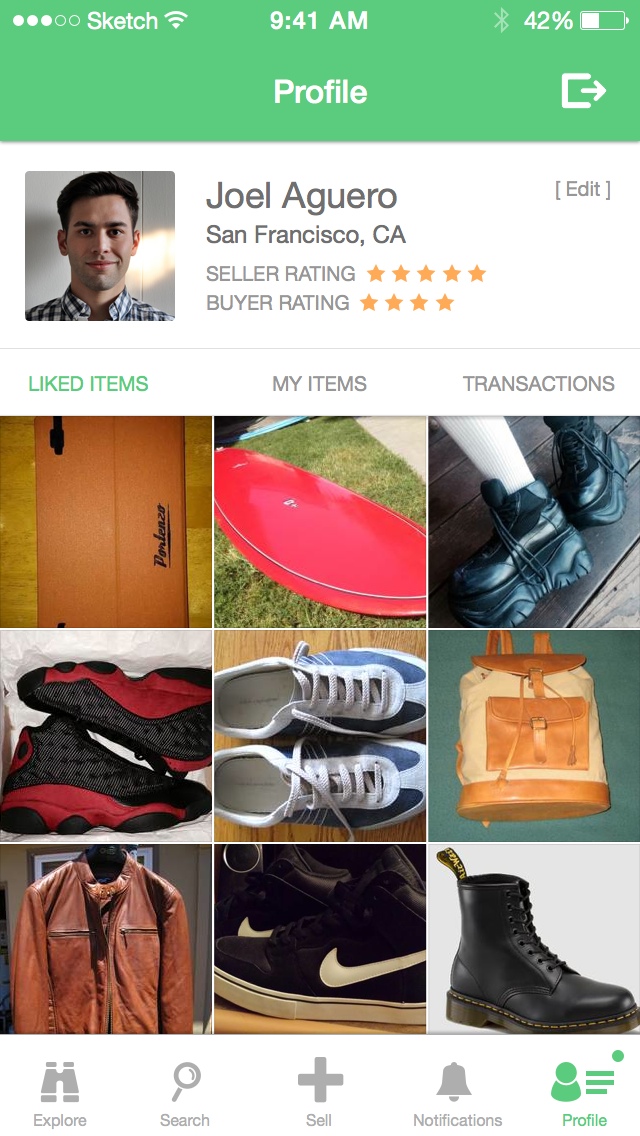 Sketch 9:41 AM 42%
Profile
Joel Aguero
[ Edit ]
San Francisco, CA
SELLER RATING
BUYER RATING
LIKED ITEMS MY ITEMS TRANSACTIONS
Portenzo
Explore Search Sell Notifications Profile